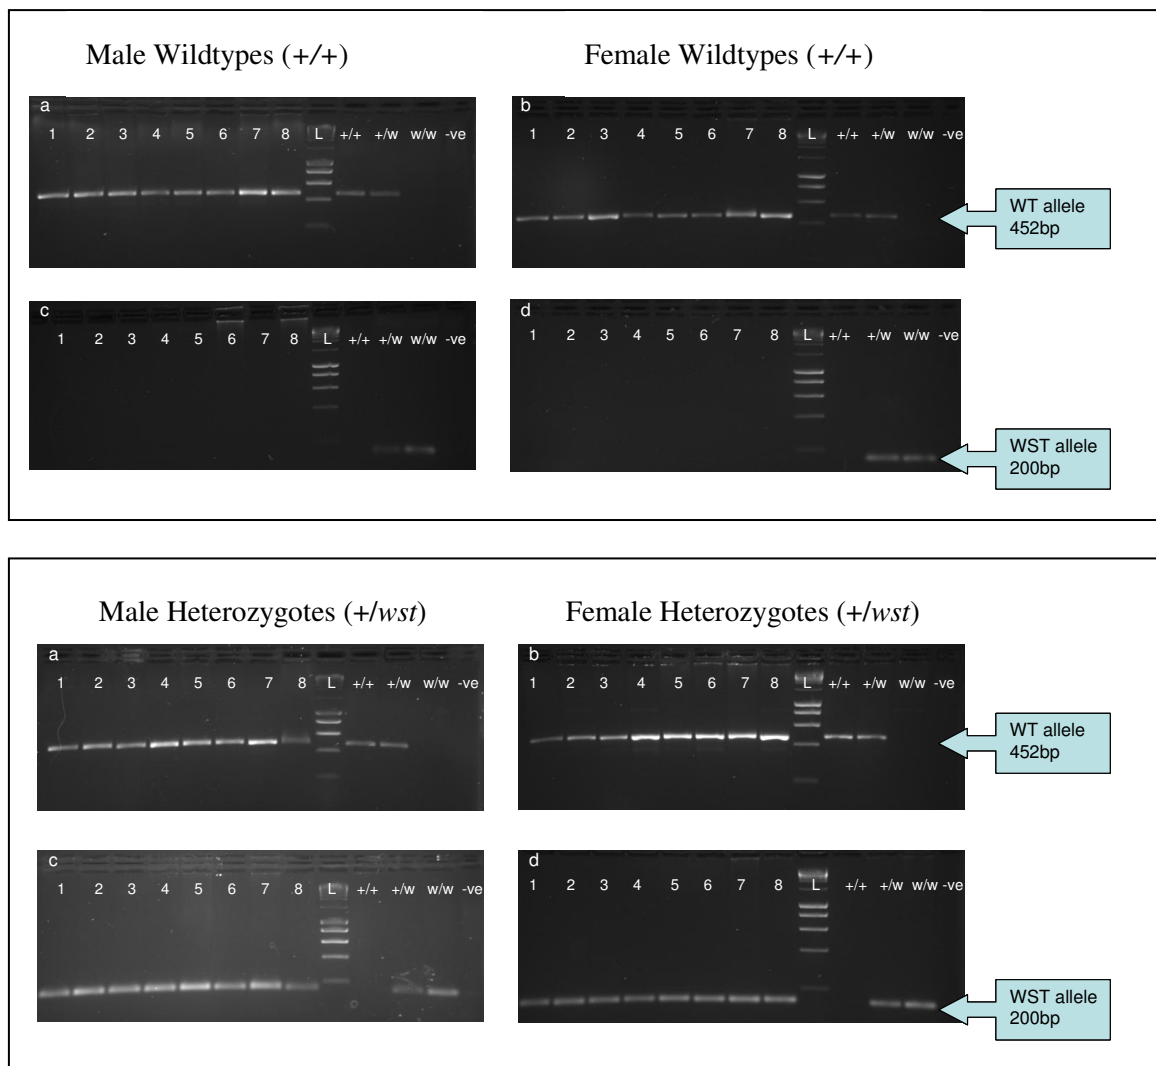 Male Wildtypes (+/+)
Female Wildtypes (+/+)
a
1 2 3 4 5 6 7 8 L +/+ +/w w/w -ve
b
1 2 3 4 5 6 7 8 L +/+ +/w w/w -ve
WT allele
452bp
c
1 2 3 4 5 6 7 8 L +/+ +/w w/w -ve
d
1 2 3 4 5 6 7 8 L +/+ +/w w/w -ve
WST allele
200bp
Male Heterozygotes (+/wst)
Female Heterozygotes (+/wst)
a
1 2 3 4 5 6 7 8 L +/+ +/w w/w -ve
b
1 2 3 4 5 6 7 8 L +/+ +/w w/w -ve
WT allele
452bp
c
1 2 3 4 5 6 7 8 L +/+ +/w w/w -ve
d
1 2 3 4 5 6 7 8 L +/+ +/w w/w -ve
WST allele
200bp